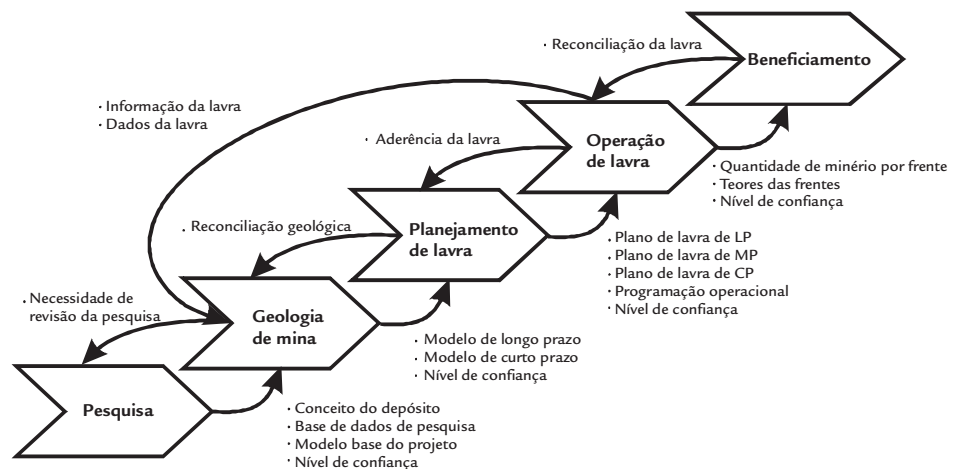 · Reconciliação da lavra
Beneficiamento
· Informação da lavra
· Dados da lavra
· Aderência da lavra
Operação
de lavra
· Quantidade de minério por frente
· Teores das frentes
· Nível de confiança
. Reconciliação geológica
Planejamento
de lavra
· Plano de lavra de LP
· Plano de lavra de MP
· Plano de lavra de CP
· Programação operacional
· Nível de confiança
. Necessidade de
revisão da pesquisa
Geologia
de mina
· Modelo de longo prazo
· Modelo de curto prazo
· Nível de confiança
Pesquisa
· Conceito do depósito
· Base de dados de pesquisa
· Modelo base do projeto
· Nível de confiança